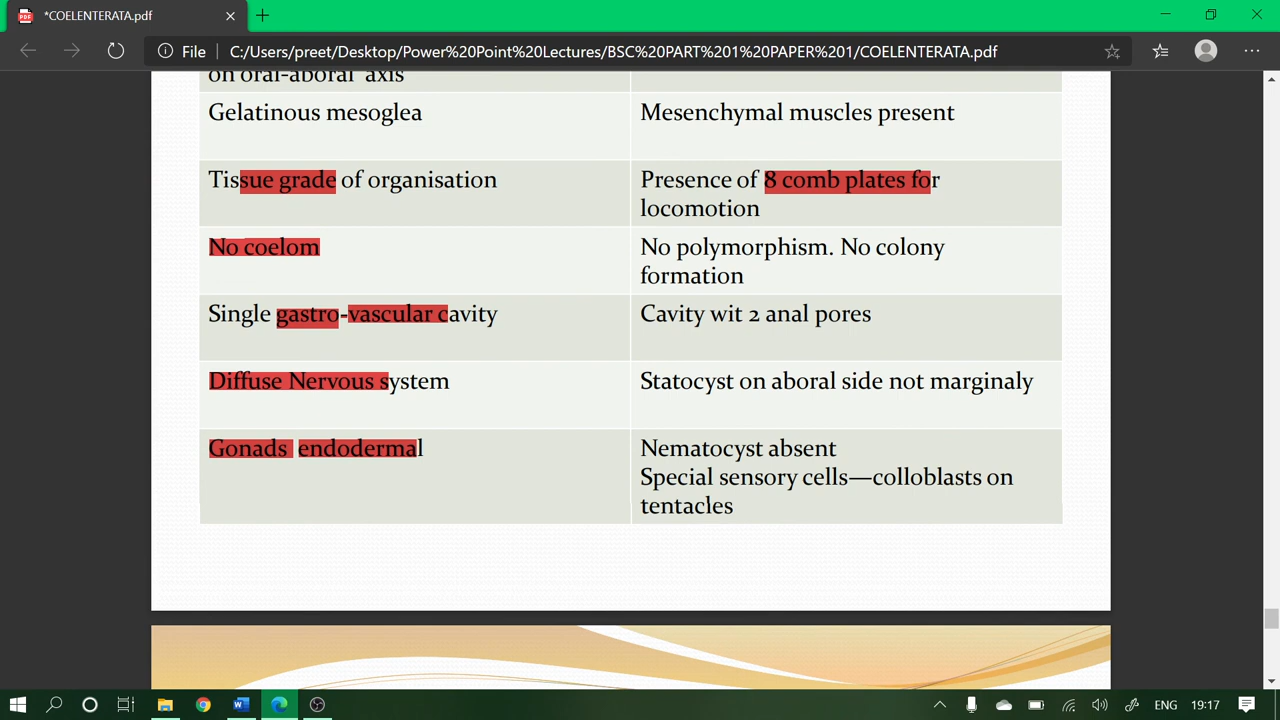 *COELENTERATA.pdf
File
C:/Users/preet/Desktop/Power%20Point%20Lectures/BSC%20PART%201%20PAPER%201/COELENTERATA.pdf
on oral-aboral axis
Gelatinous mesoglea
Mesenchymal muscles present
Tissue grade of organisation
Presence of 8 comb plates for
locomotion
No coelom
No polymorphism. No colony
formation
Single gastro-vascular cavity
Cavity wit 2 anal pores
Diffuse Nervous system
Statocyst on aboral side not marginaly
Gonads endodermal
Nematocyst absent
Special sensory cells—colloblasts on
tentacles
ENG
19:17